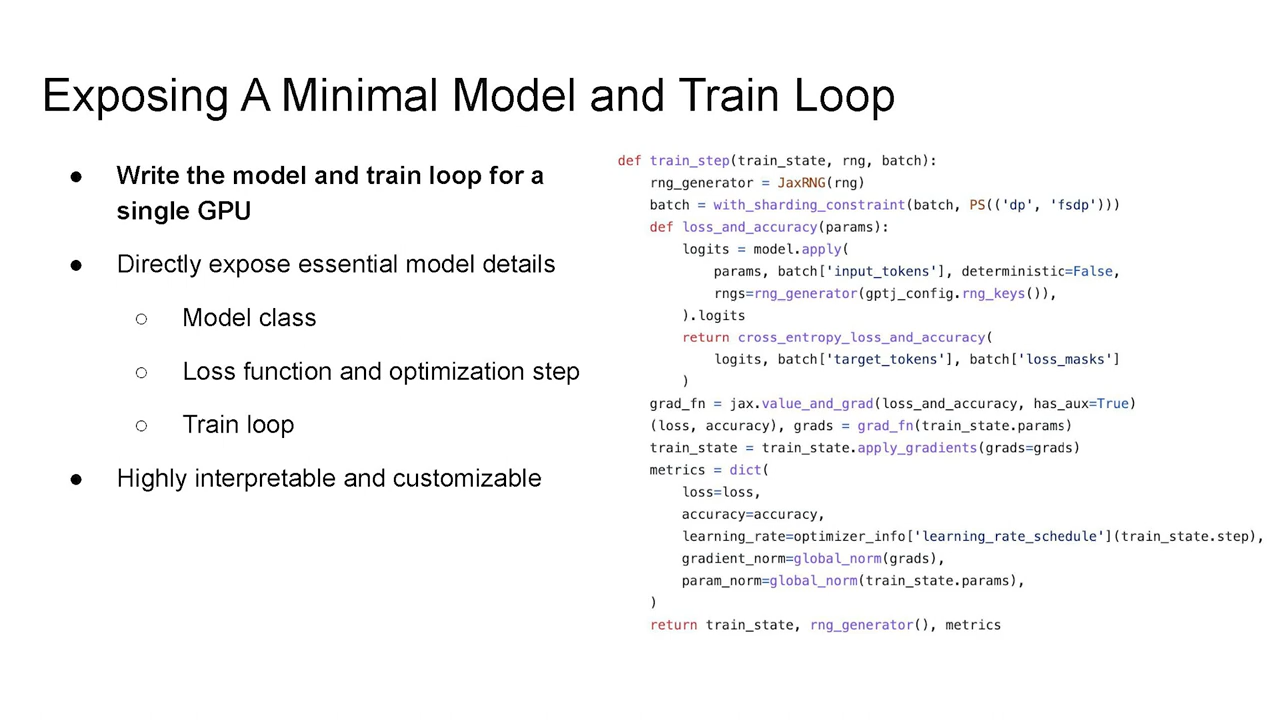 Exposing A Minimal Model and Train Loop
● Write the model and train loop for a
single GPU
● Directly expose essential model details
○ Model class
○ Loss function and optimization step
○ Train loop
● Highly interpretable and customizable
def train_step(train_state, rng, batch):
    rng_generator = JaxRNG(rng)
    batch = with_sharding_constraint(batch, PS(('dp', 'fsdp')))
    def loss_and_accuracy(params):
        logits = model.apply(
            params, batch['input_tokens'], deterministic=False,
            rngs=rng_generator(gptj_config.rng_keys()),
        ).logits
        return cross_entropy_loss_and_accuracy(
            logits, batch['target_tokens'], batch['loss_masks']
        )
    grad_fn = jax.value_and_grad(loss_and_accuracy, has_aux=True)
    (loss, accuracy), grads = grad_fn(train_state.params)
    train_state = train_state.apply_gradients(grads=grads)
    metrics = dict(
        loss=loss,
        accuracy=accuracy,
        learning_rate=optimizer_info['learning_rate_schedule'](train_state.step),
        gradient_norm=global_norm(grads),
        param_norm=global_norm(train_state.params),
    )
    return train_state, rng_generator(), metrics